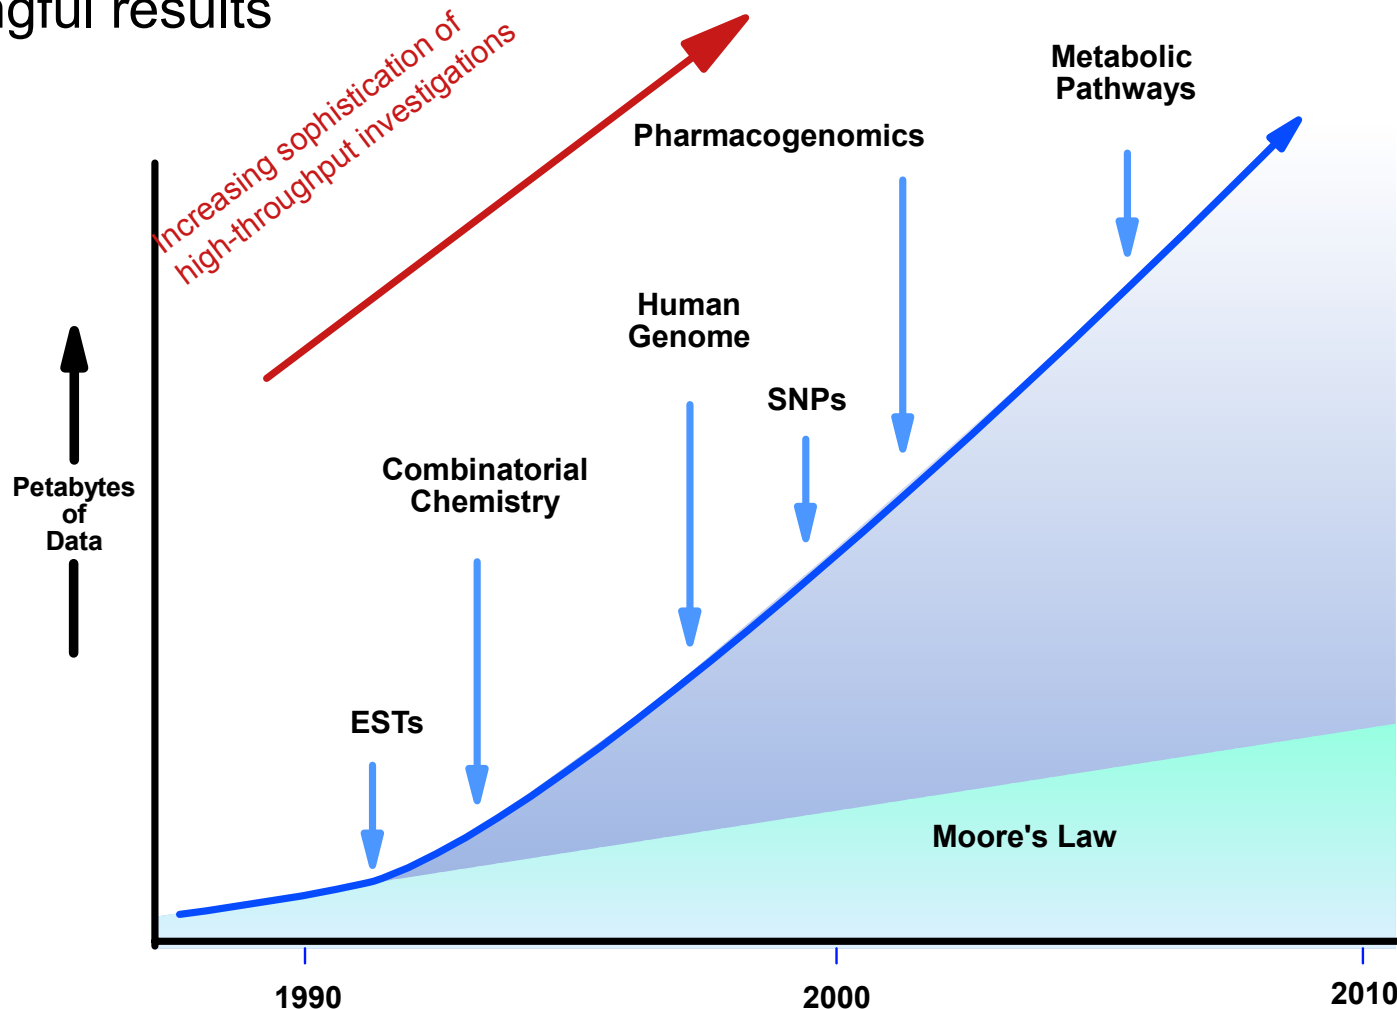 results
Increasing sophistication of
high-throughput investigations
Metabolic
Pathways
Pharmacogenomics
Human
Genome
SNPs
Combinatorial
Chemistry
Petabytes
of
Data
ESTs
Moore's Law
1990
2000
2010